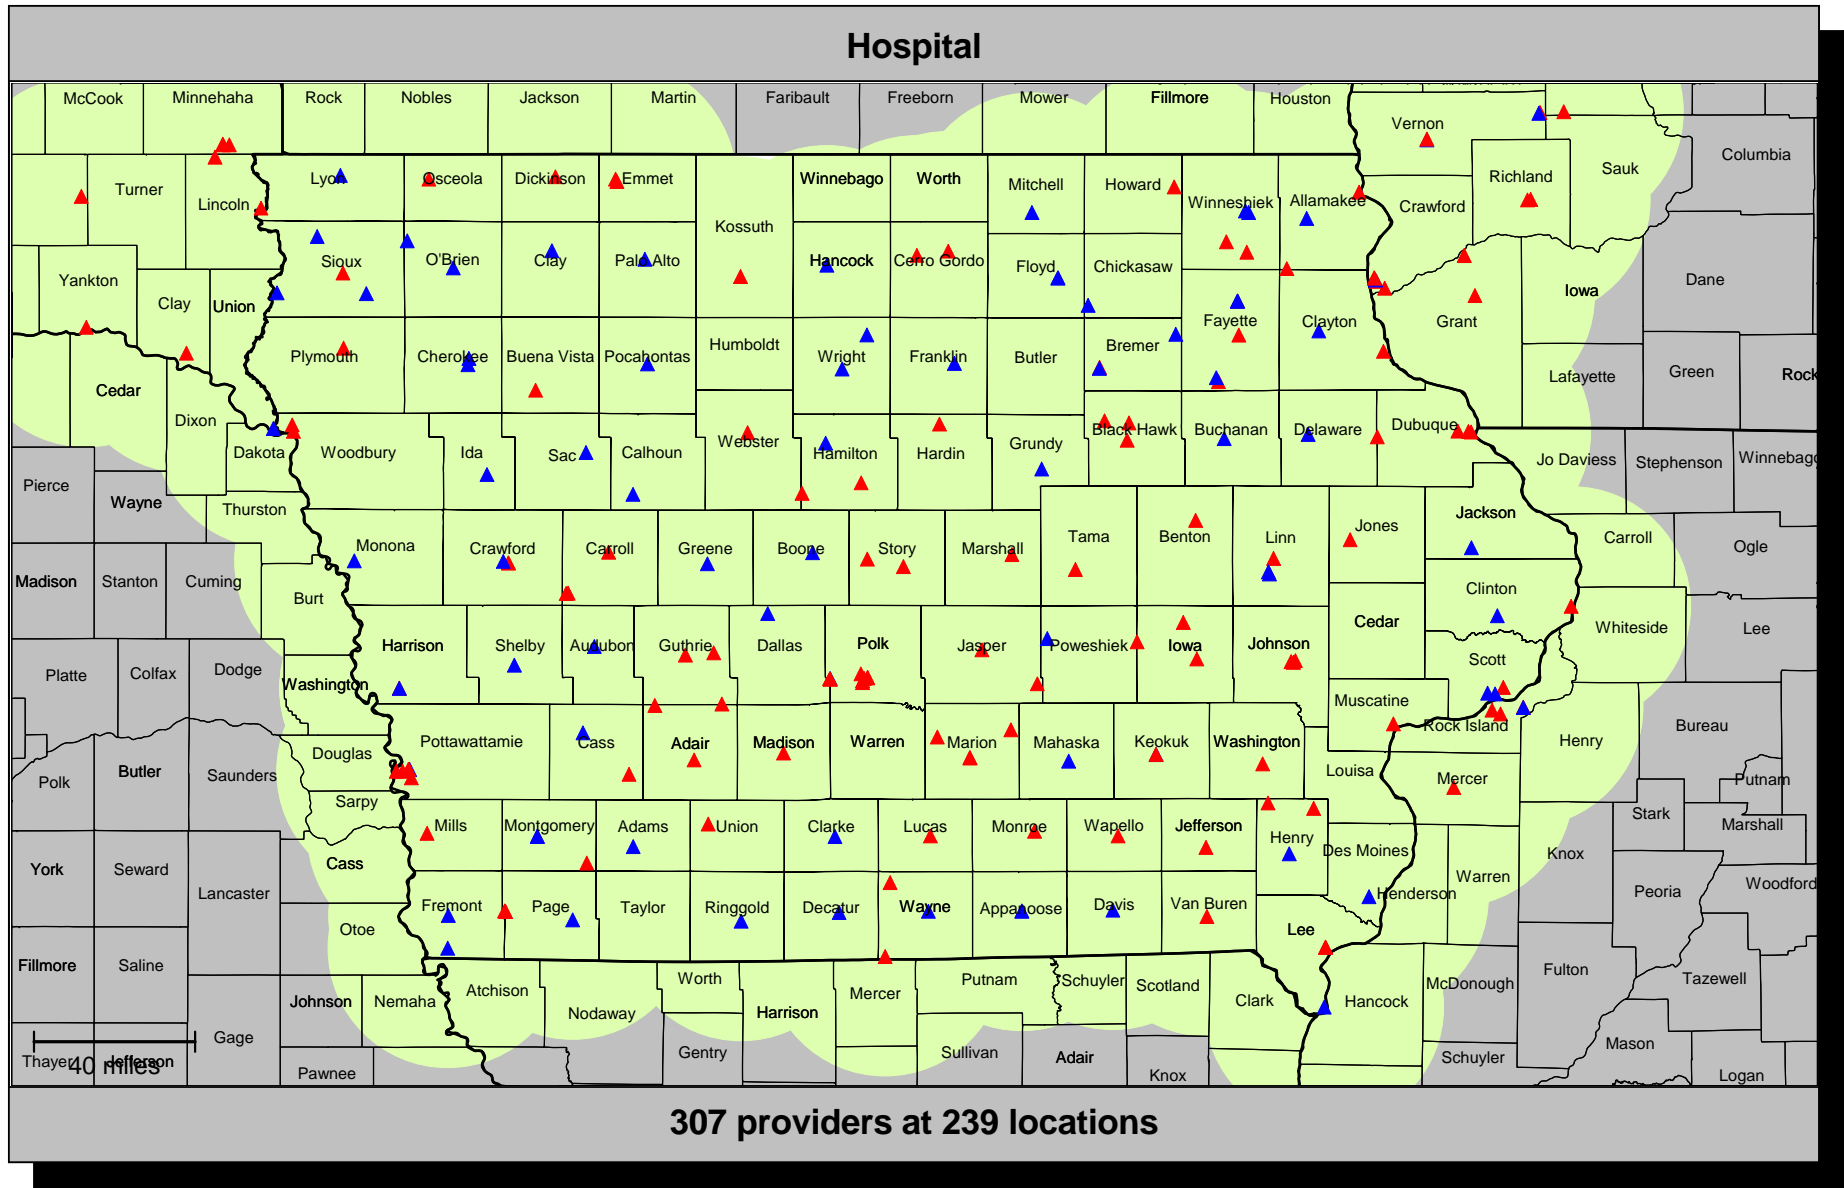 Hospital
McCook Minnehaha Rock Nobles Jackson Martin Faribault Freeborn Mower Fillmore Houston
Vernon
Columbia
Sauk
Richland
Turner Lyon Osceola Dickinson Emmet Winnebago Worth Mitchell Howard
Lincoln Winneshiek Allamakee Crawford
Kossuth
Sioux O'Brien Clay Palo Alto Hancock Cerro Gordo Floyd Chickasaw
Yankton Dane
Clay Union Iowa
Fayette Clayton Grant
Plymouth Cherokee Buena Vista Pocahontas Humboldt Wright Franklin Butler Bremer
Cedar Lafayette Green Rock
Dixon Dubuque
Black Hawk Buchanan Delaware
Webster Grundy
Dakota Woodbury Ida Sac Calhoun Hamilton Hardin Jo Daviess Stephenson Winnebago
Pierce
Wayne Thurston Jackson
Jones
Tama Benton Linn Carroll
Monona Crawford Carroll Greene Boone Story Marshall Ogle
Madison Stanton Cuming Clinton
Burt
Cedar Whiteside Lee
Harrison Shelby Audubon Guthrie Dallas Polk Jasper Poweshiek Iowa Johnson
Scott
Platte Colfax Dodge
Washington
Muscatine
Rock Island Bureau
Pottawattamie Cass Adair Madison Warren Marion Mahaska Keokuk Washington Henry
Douglas
Polk Butler Saunders Louisa Mercer Putnam
Sarpy
Mills Montgomery Adams Union Clarke Lucas Monroe Wapello Jefferson Stark Marshall
Henry
Des Moines Knox
York Seward Cass
Lancaster Henderson Warren Peoria Woodford
Fremont Page Taylor Ringgold Decatur Wayne Appanoose Davis Van Buren
Otoe Lee
Fillmore Saline Fulton Tazewell
Worth Putnam Schuyler Scotland McDonough
Johnson Nemaha Atchison Mercer Clark Hancock
Nodaway Harrison
Gage
Mason
Thayer Jefferson Gentry Sullivan Adair Schuyler
40 miles
Pawnee Knox Logan
307 providers at 239 locations